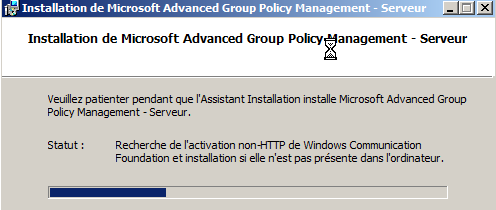 Installation de Microsoft Advanced Group Policy Management - Serveur
Installation de Microsoft Advanced Group Policy Management - Serveur
Veuillez patienter pendant que l'Assistant Installation installe Microsoft Advanced Group
Policy Management - Serveur.
Statut : Recherche de l'activation non-HTTP de Windows Communication
Foundation et installation si elle n'est pas présente dans l'ordinateur.